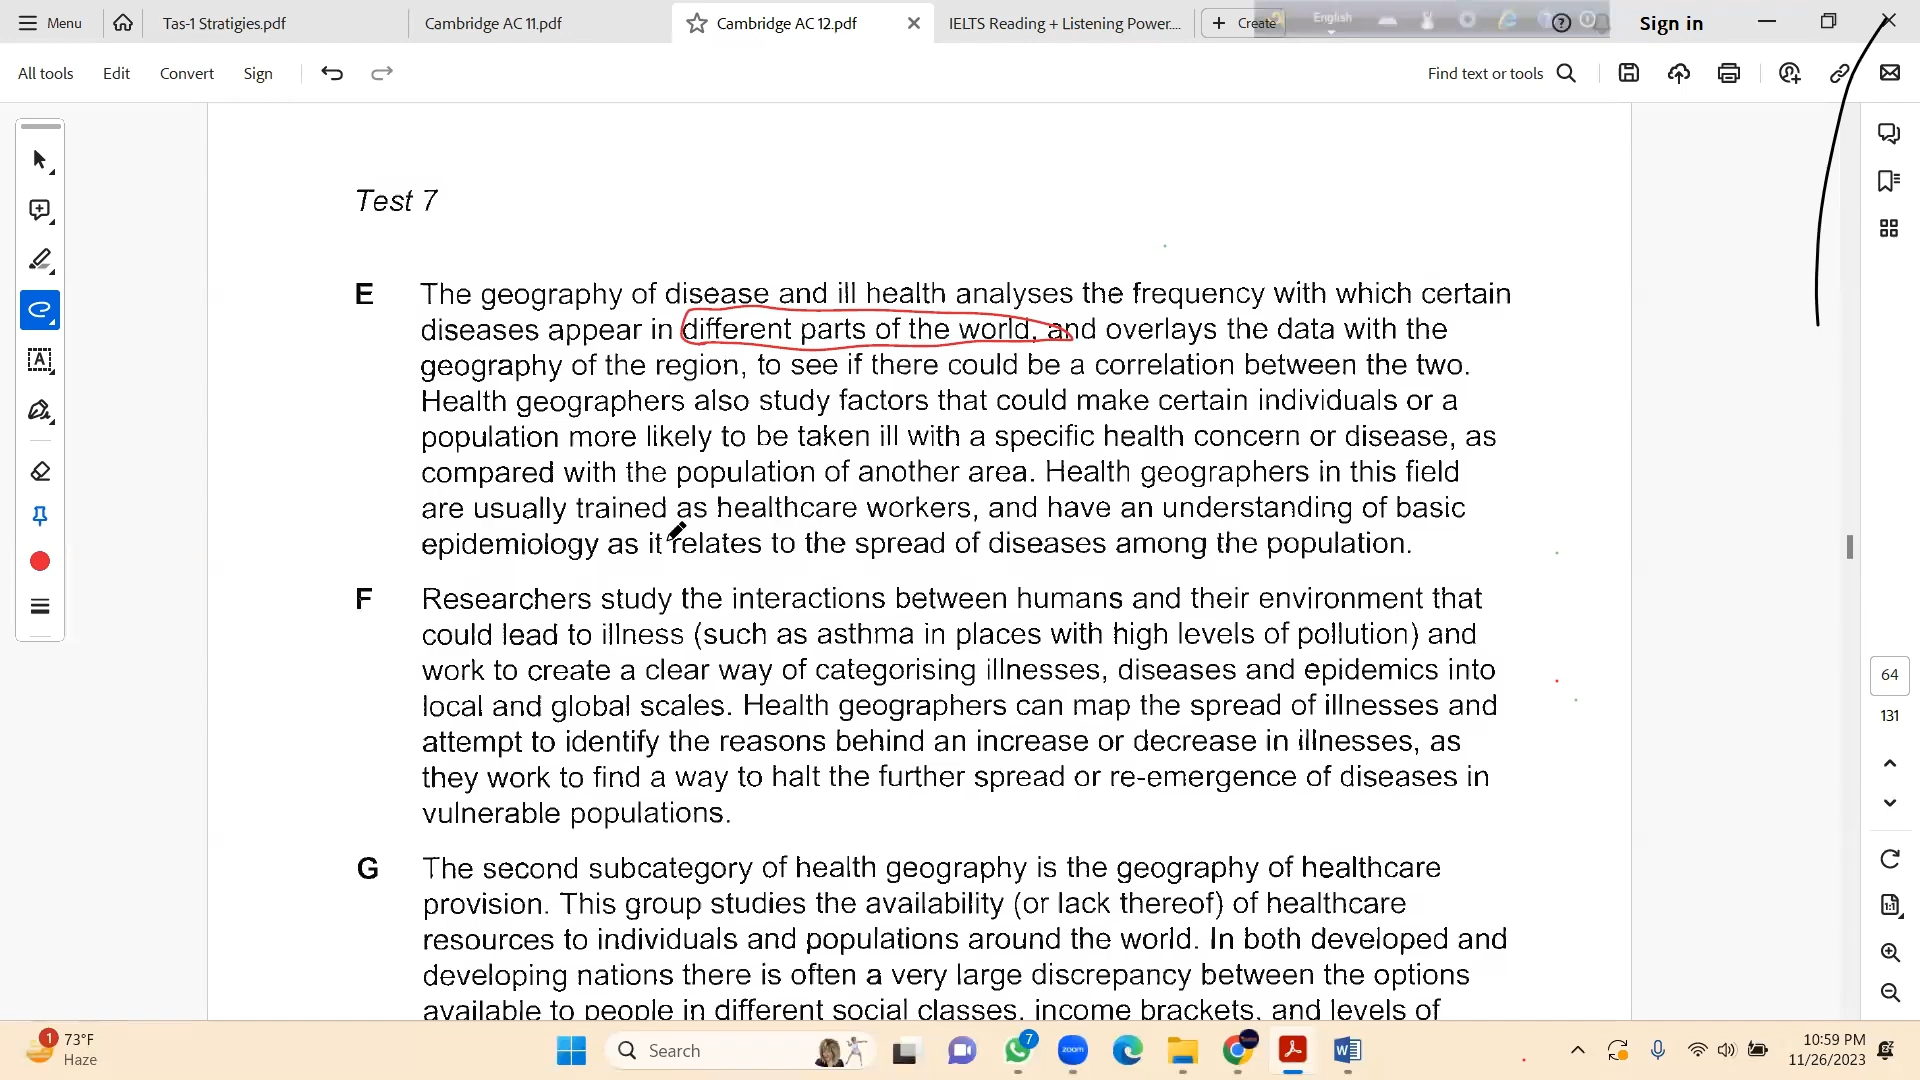 Menu
Tas-1 Stratigies.pdf
Cambridge AC 11.pdf
Cambridge AC 12.pdf
IELTS Reading + Listening Power....
Create
English
Sign in
All tools
Edit
Convert
Sign
Find text or tools
Test 7
E The geography of disease and ill health analyses the frequency with which certain
diseases appear in different parts of the world, and overlays the data with the
geography of the region, to see if there could be a correlation between the two.
Health geographers also study factors that could make certain individuals or a
population more likely to be taken ill with a specific health concern or disease, as
compared with the population of another area. Health geographers in this field
are usually trained as healthcare workers, and have an understanding of basic
epidemiology as it relates to the spread of diseases among the population.
F Researchers study the interactions between humans and their environment that
could lead to illness (such as asthma in places with high levels of pollution) and
work to create a clear way of categorising illnesses, diseases and epidemics into
local and global scales. Health geographers can map the spread of illnesses and
attempt to identify the reasons behind an increase or decrease in illnesses, as
they work to find a way to halt the further spread or re-emergence of diseases in
vulnerable populations.
G The second subcategory of health geography is the geography of healthcare
provision. This group studies the availability (or lack thereof) of healthcare
resources to individuals and populations around the world. In both developed and
developing nations there is often a very large discrepancy between the options
available to people in different social classes, income brackets, and levels of
64
131
1
73°F
Haze
Search
7
zoom
10:59 PM
11/26/2023